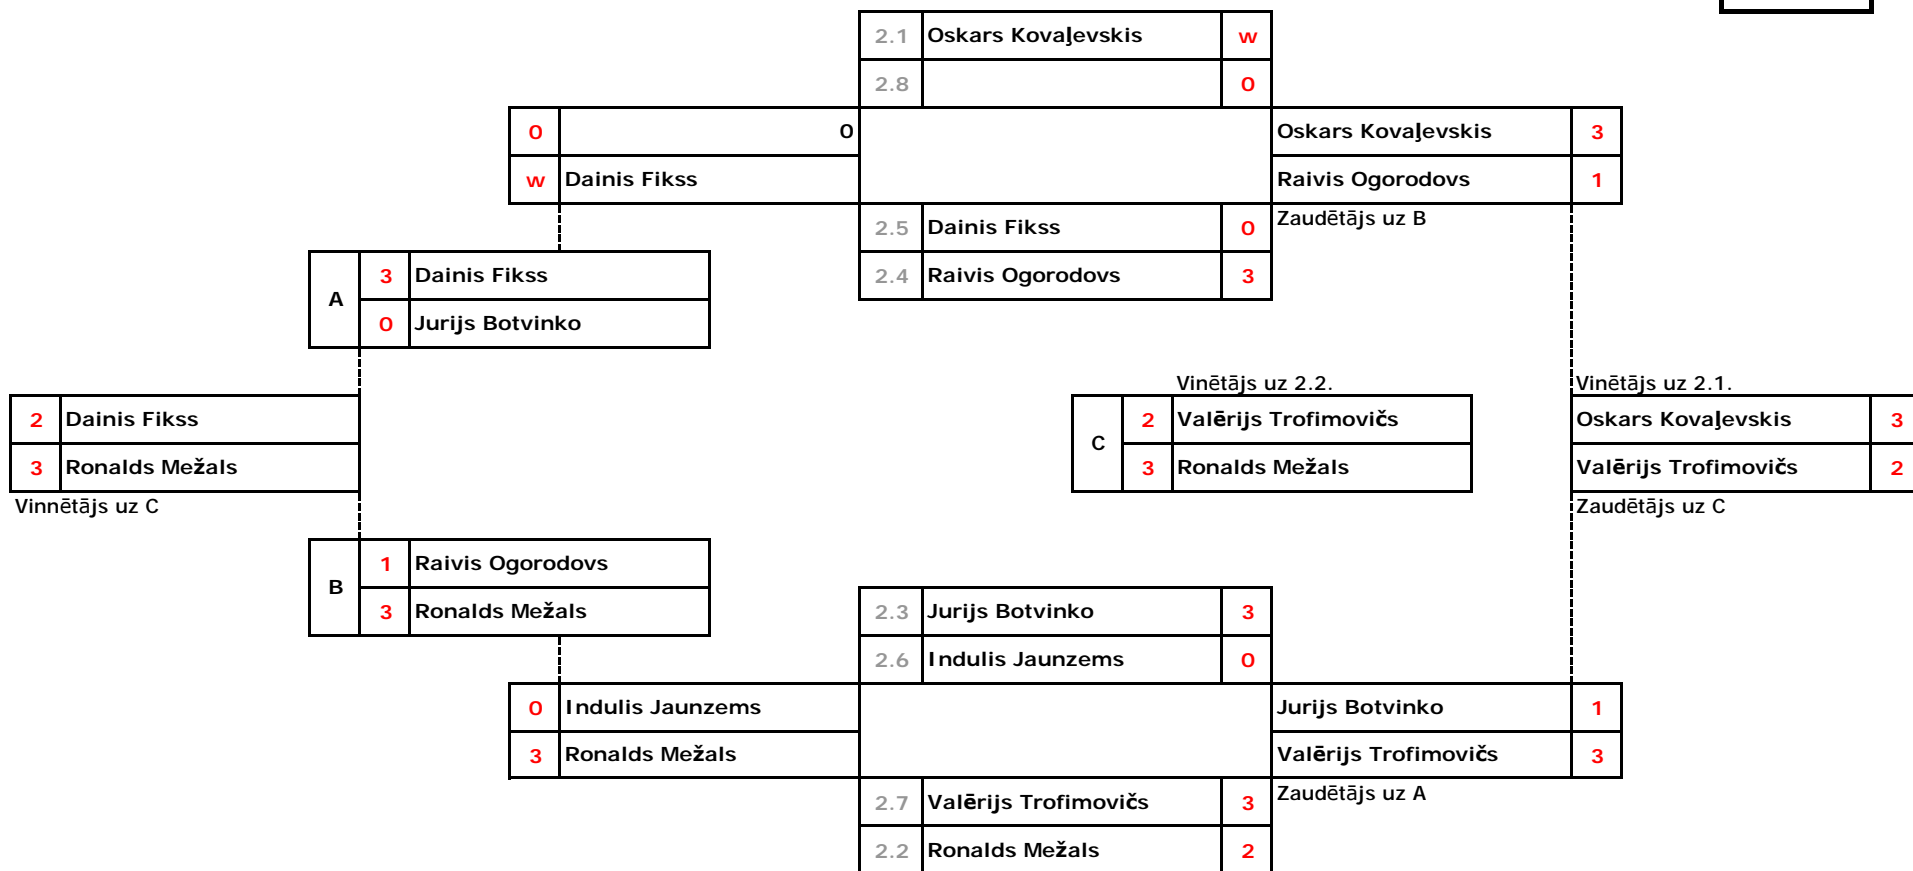 2.1 Oskars Kovaļevskis w
2.8 0
0 0 Oskars Kovaļevskis 3
w Dainis Fikss Raivis Ogorodovs 1
2.5 Dainis Fikss 0 Zaudētājs uz B
A 3 Dainis Fikss 2.4 Raivis Ogorodovs 3
0 Jurijs Botvinko
Vinētājs uz 2.2. Vinētājs uz 2.1.
2 Dainis Fikss C 2 Valērijs Trofimovičs Oskars Kovaļevskis 3
3 Ronalds Mežals 3 Ronalds Mežals Valērijs Trofimovičs 2
Vinnētājs uz C Zaudētājs uz C
B 1 Raivis Ogorodovs
3 Ronalds Mežals 2.3 Jurijs Botvinko 3
2.6 Indulis Jaunzems 0
0 Indulis Jaunzems Jurijs Botvinko 1
3 Ronalds Mežals Valērijs Trofimovičs 3
2.7 Valērijs Trofimovičs 3 Zaudētājs uz A
2.2 Ronalds Mežals 2